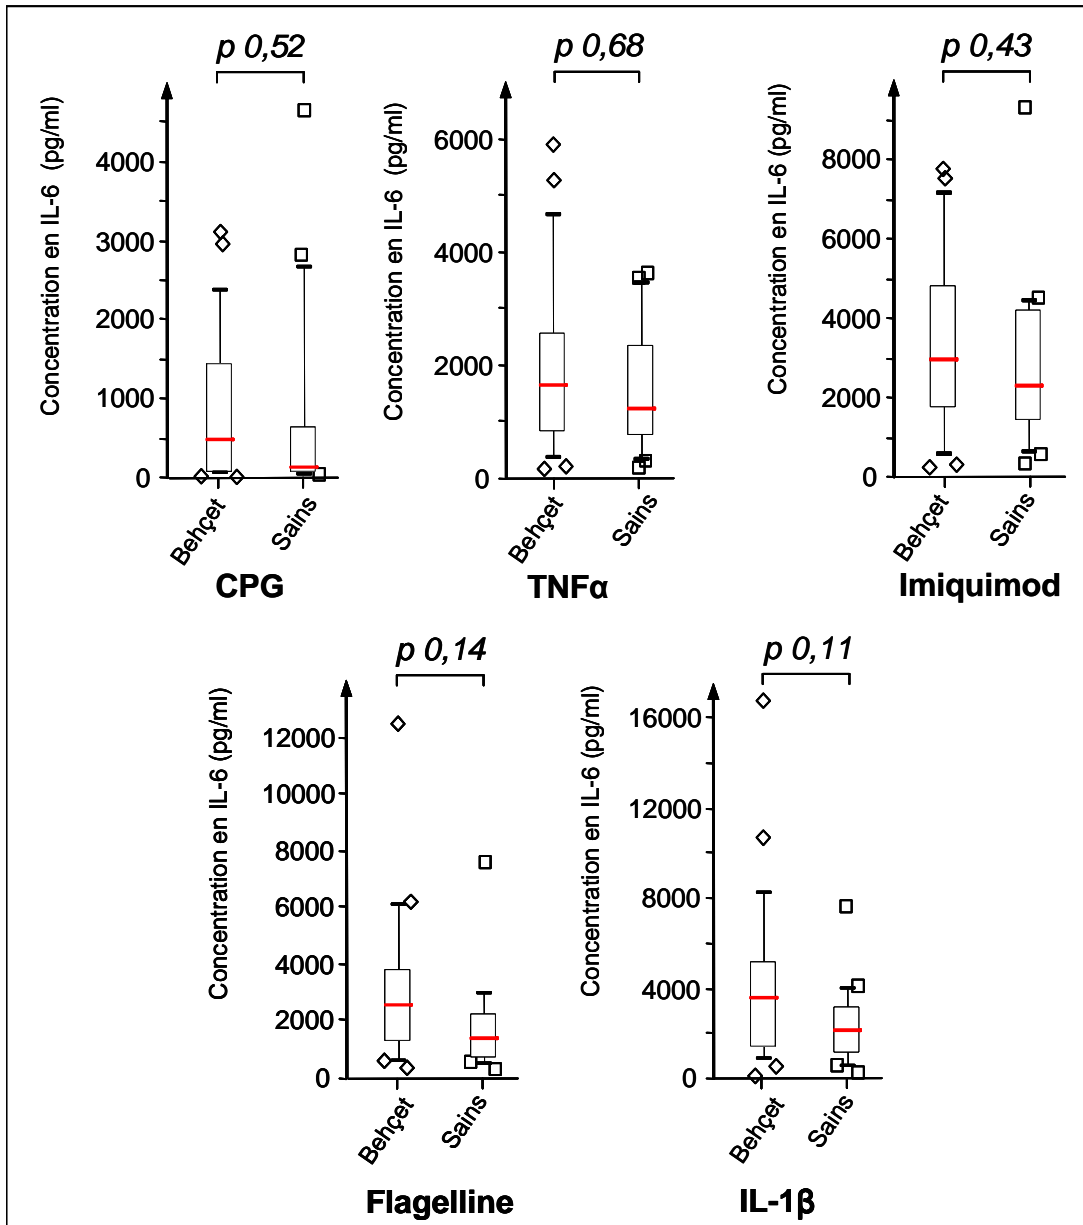 p 0,52
Concentration en IL-6 (pg/ml)
4000
3000
2000
1000
0
Behçet
Sains
CPG
p 0,68
Concentration en IL-6 (pg/ml)
6000
4000
2000
0
Behçet
Sains
TNFα
p 0,43
Concentration en IL-6 (pg/ml)
8000
6000
4000
2000
0
Behçet
Sains
Imiquimod
p 0,14
Concentration en IL-6 (pg/ml)
12000
10000
8000
6000
4000
2000
0
Behçet
Sains
Flagelline
p 0,11
Concentration en IL-6 (pg/ml)
16000
12000
8000
4000
0
Behçet
Sains
IL-1β